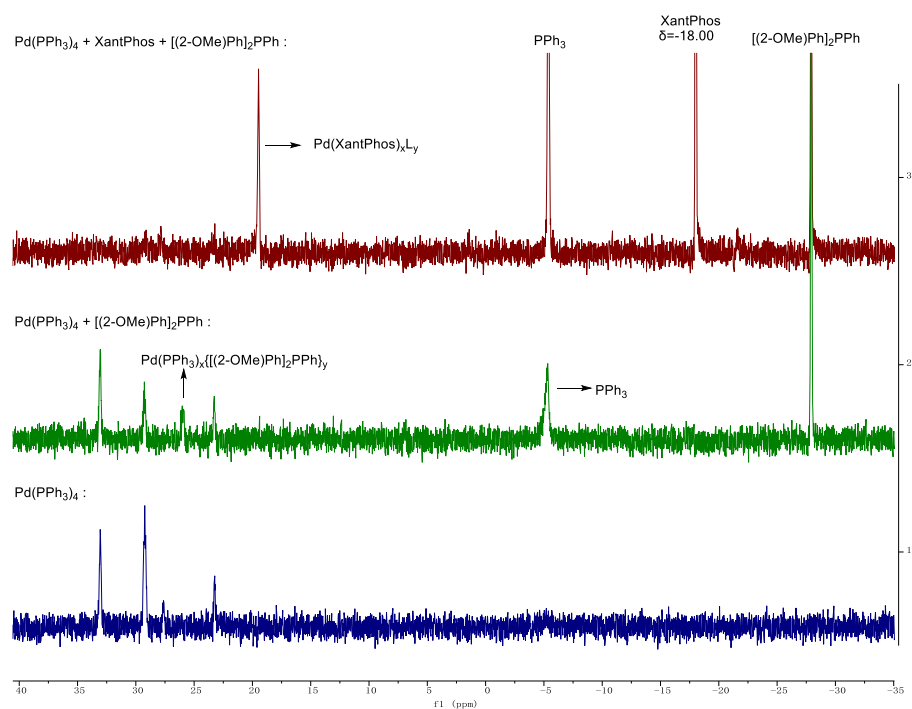 XantPhos
Pd(PPh3)4 + XantPhos + [(2-OMe)Ph]2PPh :
PPh3
δ=-18.00
[(2-OMe)Ph]2PPh
Pd(XantPhos)xLy
3
Pd(PPh3)4 + [(2-OMe)Ph]2PPh :
Pd(PPh3)x{[(2-OMe)Ph]2PPh}y
2
PPh3
Pd(PPh3)4 :
1
40 35 30 25 20 15 10 5 0 -5 -10 -15 -20 -25 -30 -35
f1 (ppm)